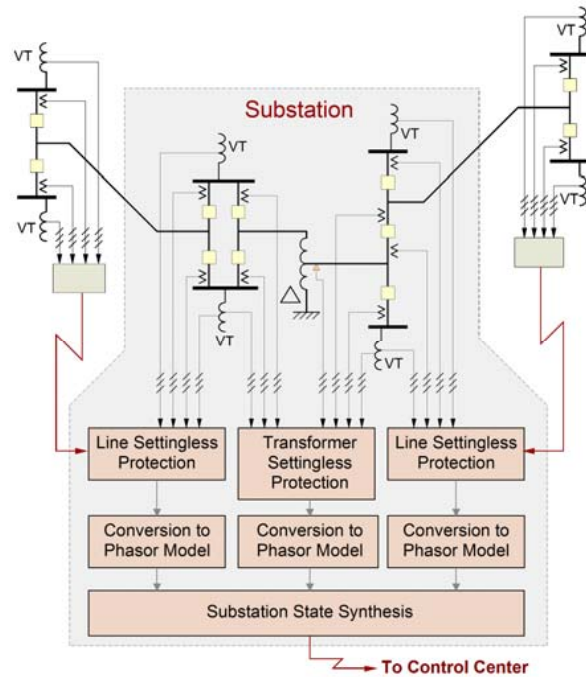 VT
VT
Substation
VT
VT
VT
VT
VT
VT
Line Settingless
Protection
Transformer
Settingless
Protection
Line Settingless
Protection
Conversion to
Phasor Model
Conversion to
Phasor Model
Conversion to
Phasor Model
Substation State Synthesis
To Control Center